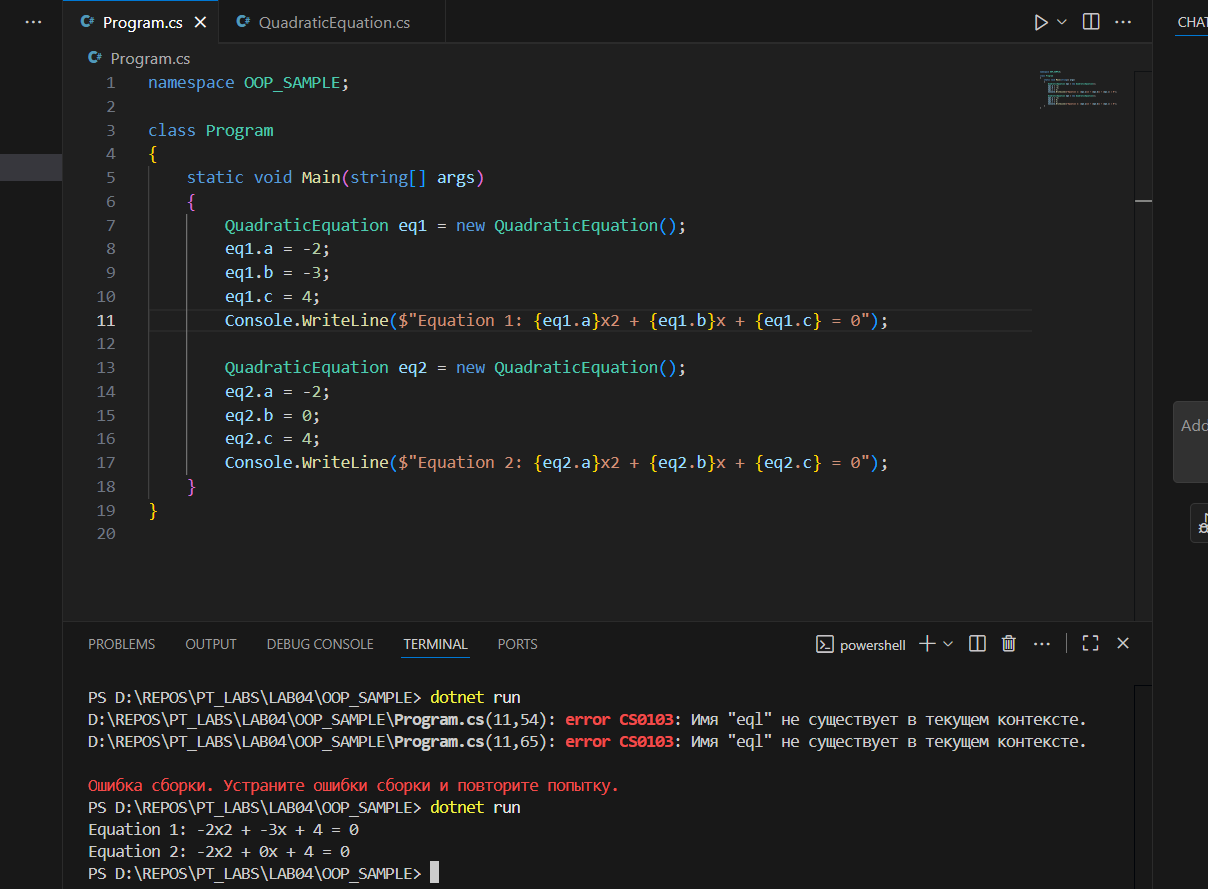 Program.cs
QuadraticEquation.cs
CHAT
Program.cs
1 namespace OOP_SAMPLE;
2
3 class Program
4 {
5 static void Main(string[] args)
6 {
7 QuadraticEquation eq1 = new QuadraticEquation();
8 eq1.a = -2;
9 eq1.b = -3;
10 eq1.c = 4;
11 Console.WriteLine($"Equation 1: {eq1.a}x2 + {eq1.b}x + {eq1.c} = 0");
12
13 QuadraticEquation eq2 = new QuadraticEquation();
14 eq2.a = -2;
15 eq2.b = 0;
16 eq2.c = 4;
17 Console.WriteLine($"Equation 2: {eq2.a}x2 + {eq2.b}x + {eq2.c} = 0");
18 }
19 }
20
Add
PROBLEMS OUTPUT DEBUG CONSOLE TERMINAL PORTS
powershell
PS D:\REPOS\PT_LABS\LAB04\OOP_SAMPLE> dotnet run
D:\REPOS\PT_LABS\LAB04\OOP_SAMPLE\Program.cs(11,54): error CS0103: Имя "eql" не существует в текущем контексте.
D:\REPOS\PT_LABS\LAB04\OOP_SAMPLE\Program.cs(11,65): error CS0103: Имя "eql" не существует в текущем контексте.
Ошибка сборки. Устраните ошибки сборки и повторите попытку.
PS D:\REPOS\PT_LABS\LAB04\OOP_SAMPLE> dotnet run
Equation 1: -2x2 + -3x + 4 = 0
Equation 2: -2x2 + 0x + 4 = 0
PS D:\REPOS\PT_LABS\LAB04\OOP_SAMPLE>